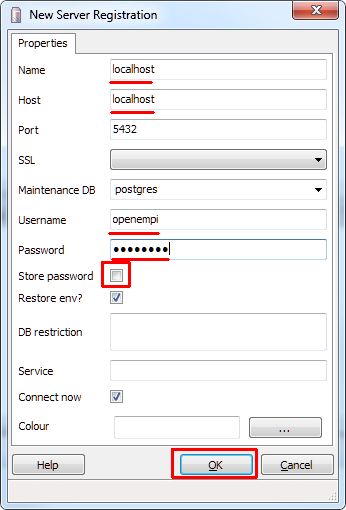 New Server Registration
Properties
Name localhost
Host localhost
Port 5432
SSL
Maintenance DB postgres
Username openempi
Password ●●●●●●●●
Store password
Restore env?
DB restriction
Service
Connect now
Colour ...
Help OK Cancel